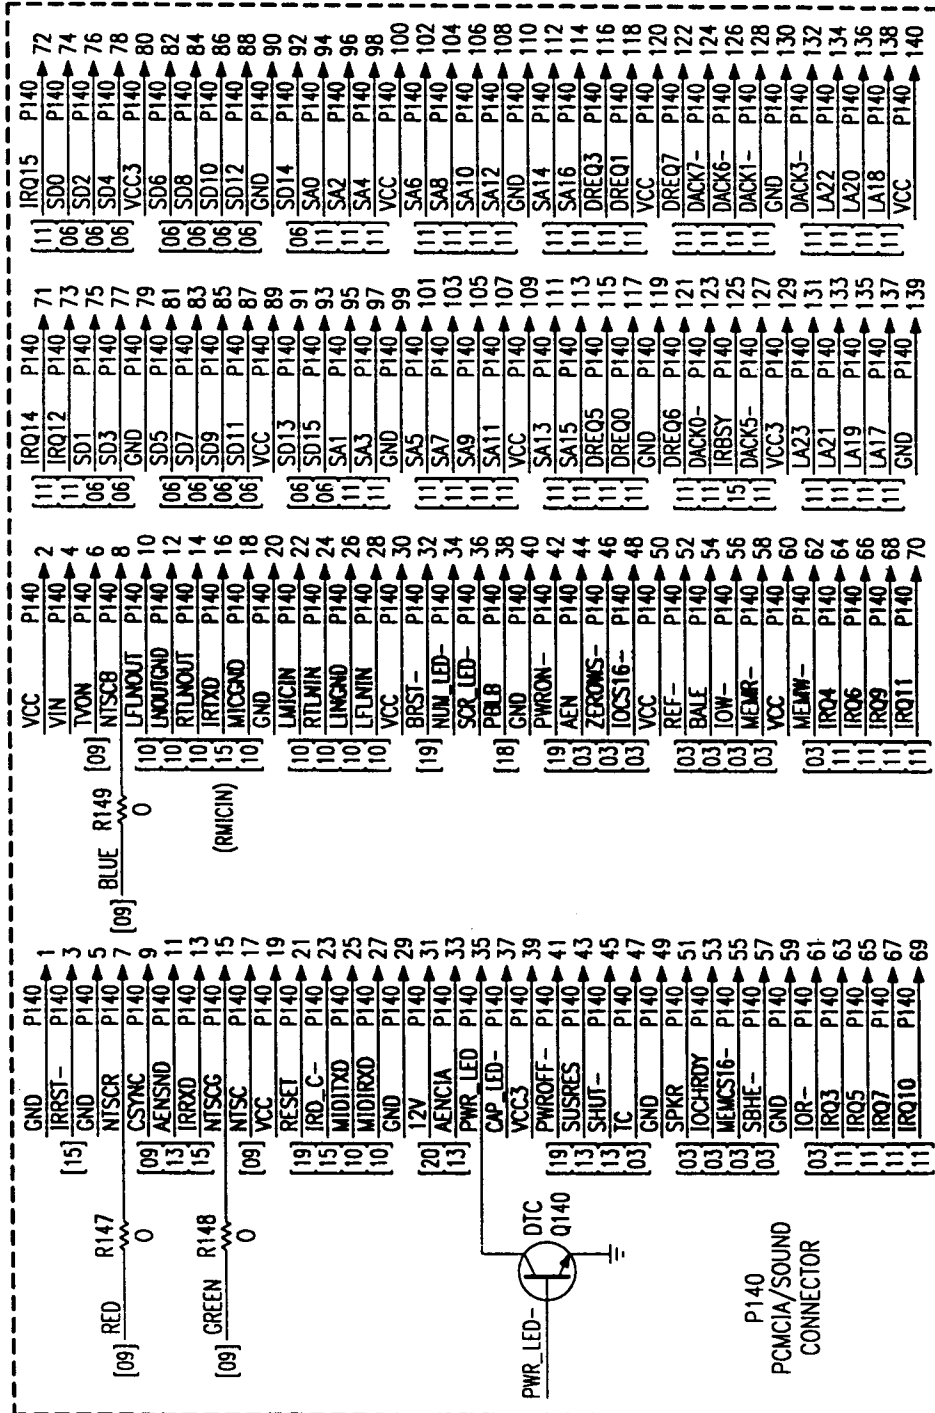 GND P140 1
[15] IRRST- P140 3
GND P140 5
[09] RED R147 0 NTSCR P140 7
[09] CSYNC P140 9
[13] AENSND P140 11
[15] IRRXD P140 13
[09] GREEN R148 0 NTSCG P140 15
[09] NTSC P140 17
VCC P140 19
[19] RESET P140 21
[15] IRD_C- P140 23
[10] MIDITXD P140 25
[10] MIDIRXD P140 27
GND P140 29
[20] 12V P140 31
[13] AENCIA P140 33
PWR_LED P140 35
CAP_LED- P140 37
VCC3 P140 39
[19] PWROFF- P140 41
[13] SUSRES P140 43
[13] SHUT- P140 45
[03] TC P140 47
GND P140 49
[03] SPKR P140 51
[03] IOCHRDY P140 53
[03] MEMCS16- P140 55
[03] SBHE- P140 57
GND P140 59
[03] IOR- P140 61
[11] IRQ3 P140 63
[11] IRQ5 P140 65
[11] IRQ7 P140 67
[11] IRQ10 P140 69
PWR_LED-
DTC
Q140
P140
PCMCIA/SOUND
CONNECTOR
VCC P140 2
VIN P140 4
[09] TVON P140 6
[09] BLUE R149 0 NTSCB P140 8
[10] LFLNOUT P140 10
[10] LNOUTGND P140 12
[10] RTLNOUT P140 14
[15] IRTXD P140 16
(RMICIN) [10] MICGND P140 18
GND P140 20
[10] LMICIN P140 22
[10] RTLNIN P140 24
[10] LINGND P140 26
[10] LFLNIN P140 28
VCC P140 30
[19] BRST- P140 32
NUM_LED- P140 34
SCR_LED- P140 36
[18] PBLB P140 38
GND P140 40
[19] PWRON- P140 42
[03] AEN P140 44
[03] ZEROWS- P140 46
[03] IOCS16- P140 48
VCC P140 50
[03] REF- P140 52
[03] BALE P140 54
[03] IOW- P140 56
[03] MEMR- P140 58
VCC P140 60
[03] MEMW- P140 62
[11] IRQ4 P140 64
[11] IRQ6 P140 66
[11] IRQ9 P140 68
[11] IRQ11 P140 70
[11] IRQ14 P140 71
[11] IRQ12 P140 73
[06] SD1 P140 75
[06] SD3 P140 77
GND P140 79
[06] SD5 P140 81
[06] SD7 P140 83
[06] SD9 P140 85
[06] SD11 P140 87
VCC P140 89
[06] SD13 P140 91
[06] SD15 P140 93
[11] SA1 P140 95
[11] SA3 P140 97
GND P140 99
[11] SA5 P140 101
[11] SA7 P140 103
[11] SA9 P140 105
[11] SA11 P140 107
VCC P140 109
[11] SA13 P140 111
[11] SA15 P140 113
[11] DREQ5 P140 115
[11] DREQ0 P140 117
GND P140 119
[11] DREQ6 P140 121
[11] DACK0- P140 123
[15] IRBSY P140 125
[11] DACK5- P140 127
VCC3 P140 129
[11] LA23 P140 131
[11] LA21 P140 133
[11] LA19 P140 135
[11] LA17 P140 137
GND P140 139
[11] IRQ15 P140 72
[06] SD0 P140 74
[06] SD2 P140 76
[06] SD4 P140 78
VCC3 P140 80
[06] SD6 P140 82
[06] SD8 P140 84
[06] SD10 P140 86
[06] SD12 P140 88
GND P140 90
[06] SD14 P140 92
[11] SA0 P140 94
[11] SA2 P140 96
[11] SA4 P140 98
VCC P140 100
[11] SA6 P140 102
[11] SA8 P140 104
[11] SA10 P140 106
[11] SA12 P140 108
GND P140 110
[11] SA14 P140 112
[11] SA16 P140 114
[11] DREQ3 P140 116
[11] DREQ1 P140 118
VCC P140 120
[11] DREQ7 P140 122
[11] DACK7- P140 124
[11] DACK6- P140 126
[11] DACK1- P140 128
GND P140 130
[11] DACK3- P140 132
[11] LA22 P140 134
[11] LA20 P140 136
[11] LA18 P140 138
VCC P140 140